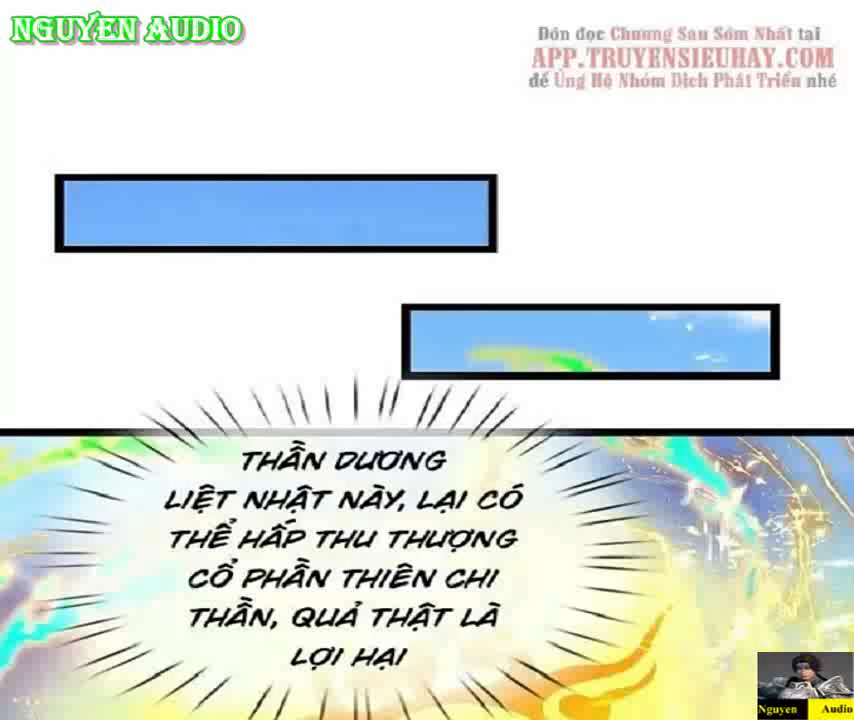 NGUYEN AUDIO
Đón đọc Chương Sau Sớm Nhất tại
APP.TRUYENSIEUHAY.COM
để Ủng Hộ Nhóm Dịch Phát Triển nhé
THẦN DƯƠNG
LIỆT NHẬT NÀY, LẠI CÓ
THỂ HẤP THU THƯỢNG
CỔ PHẦN THIÊN CHI
THẦN, QUẢ THẬT LÀ
LỢI HẠI
Nguyen Audio